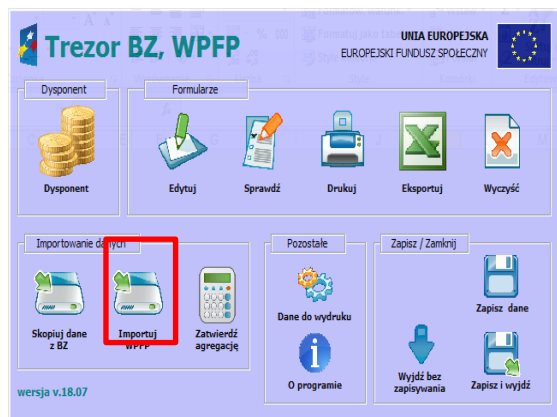 Trezor BZ, WPFP
UNIA EUROPEJSKA
EUROPEJSKI FUNDUSZ SPOŁECZNY
Dysponent
Formularze
Dysponent
Edytuj
Sprawdź
Drukuj
Eksportuj
Wyczyść
Importowanie danych
Pozostałe
Zapisz / Zamknij
Skopiuj dane
z BZ
Importuj
WPFP
Zatwierdź
agregację
Dane do wydruku
O programie
Zapisz dane
Wyjdź bez
zapisywania
Zapisz i wyjdź
wersja v.18.07